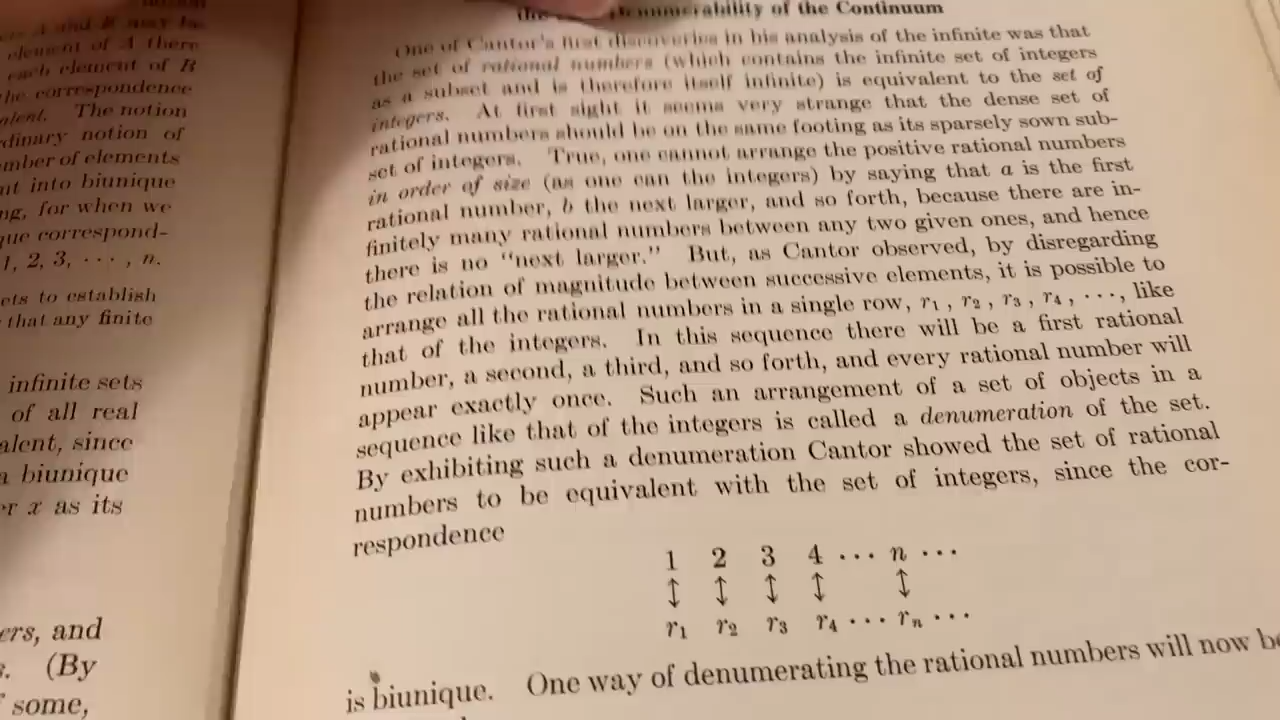 A and B may be
element of A there
each element of B
the correspondence
The notion
ordinary notion of
number of elements
into biunique
for when we
correspond-
1, 2, 3, ···, n.
sets to establish
that any finite
infinite sets
of all real
since
a biunique
x as its
and
(By
some,
the Denumerability of the Continuum
One of Cantor's first discoveries in his analysis of the infinite was that
the set of rational numbers (which contains the infinite set of integers
as a subset and is therefore itself infinite) is equivalent to the set of
integers. At first sight it seems very strange that the dense set of
rational numbers should be on the same footing as its sparsely sown sub-
set of integers. True, one cannot arrange the positive rational numbers
in order of size (as one can the integers) by saying that a is the first
rational number, b the next larger, and so forth, because there are in-
finitely many rational numbers between any two given ones, and hence
there is no "next larger." But, as Cantor observed, by disregarding
the relation of magnitude between successive elements, it is possible to
arrange all the rational numbers in a single row, r₁, r₂, r₃, r₄, ···, like
that of the integers. In this sequence there will be a first rational
number, a second, a third, and so forth, and every rational number will
appear exactly once. Such an arrangement of a set of objects in a
sequence like that of the integers is called a denumeration of the set.
By exhibiting such a denumeration Cantor showed the set of rational
numbers to be equivalent with the set of integers, since the cor-
respondence
1 2 3 4 ··· n ···
↕ ↕ ↕ ↕ ↕
r₁ r₂ r₃ r₄ ··· rₙ ···
is biunique. One way of denumerating the rational numbers will now be